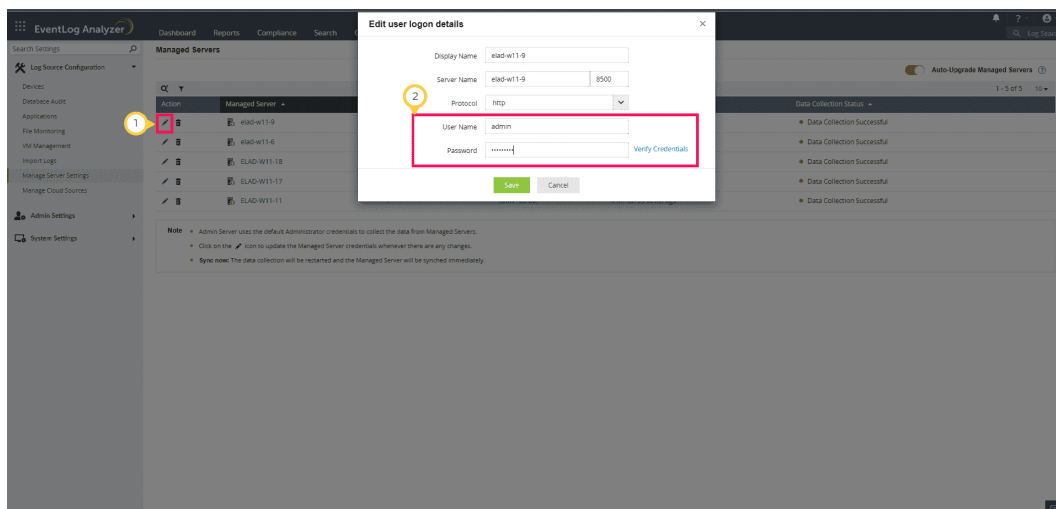 EventLog Analyzer
Dashboard Reports Compliance Search
? Log Search
Search Settings
Managed Servers
Log Source Configuration
Auto-Upgrade Managed Servers ?
Devices
1 - 5 of 5 10
Database Audit
Action Managed Server Data Collection Status
Applications
elad-w11-9 Data Collection Successful
File Monitoring
elad-w11-6 Data Collection Successful
VM Management
Import Logs
ELAD-W11-18 Data Collection Successful
Manage Server Settings
ELAD-W11-17 Data Collection Successful
Manage Cloud Sources
ELAD-W11-11 Data Collection Successful
Admin Settings
System Settings
Note Admin Server uses the default Administrator credentials to collect the data from Managed Servers.
Click on the icon to update the Managed Server credentials whenever there are any changes.
Sync now: The data collection will be restarted and the Managed Server will be synched immediately.
Edit user logon details ×
Display Name elad-w11-9
Server Name elad-w11-9 8500
Protocol http
User Name admin
Password ········· Verify Credentials
Save Cancel
1
2